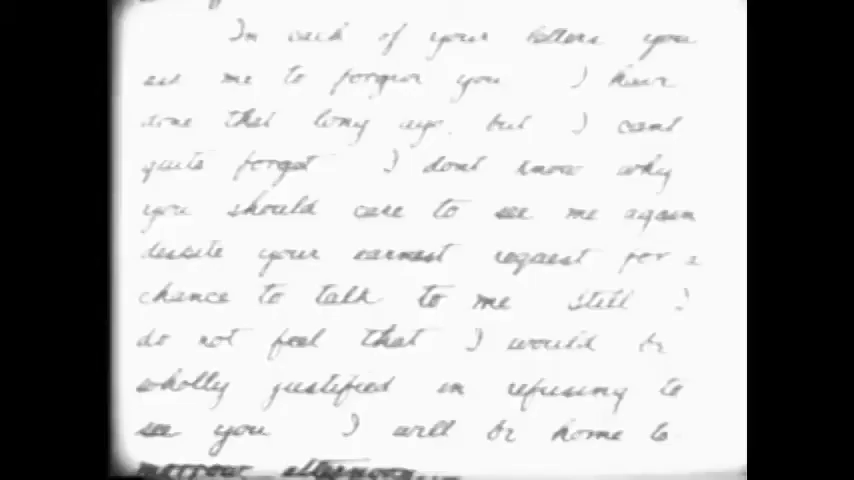 In each of your letters you
ask me to forgive you I have
done that long ago, but I cant
quite forget I dont know why
you should care to see me again
despite your earnest request for a
chance to talk to me Still I
do not feel that I would be
wholly justified in refusing to
see you I will be home to
morrow afternoon